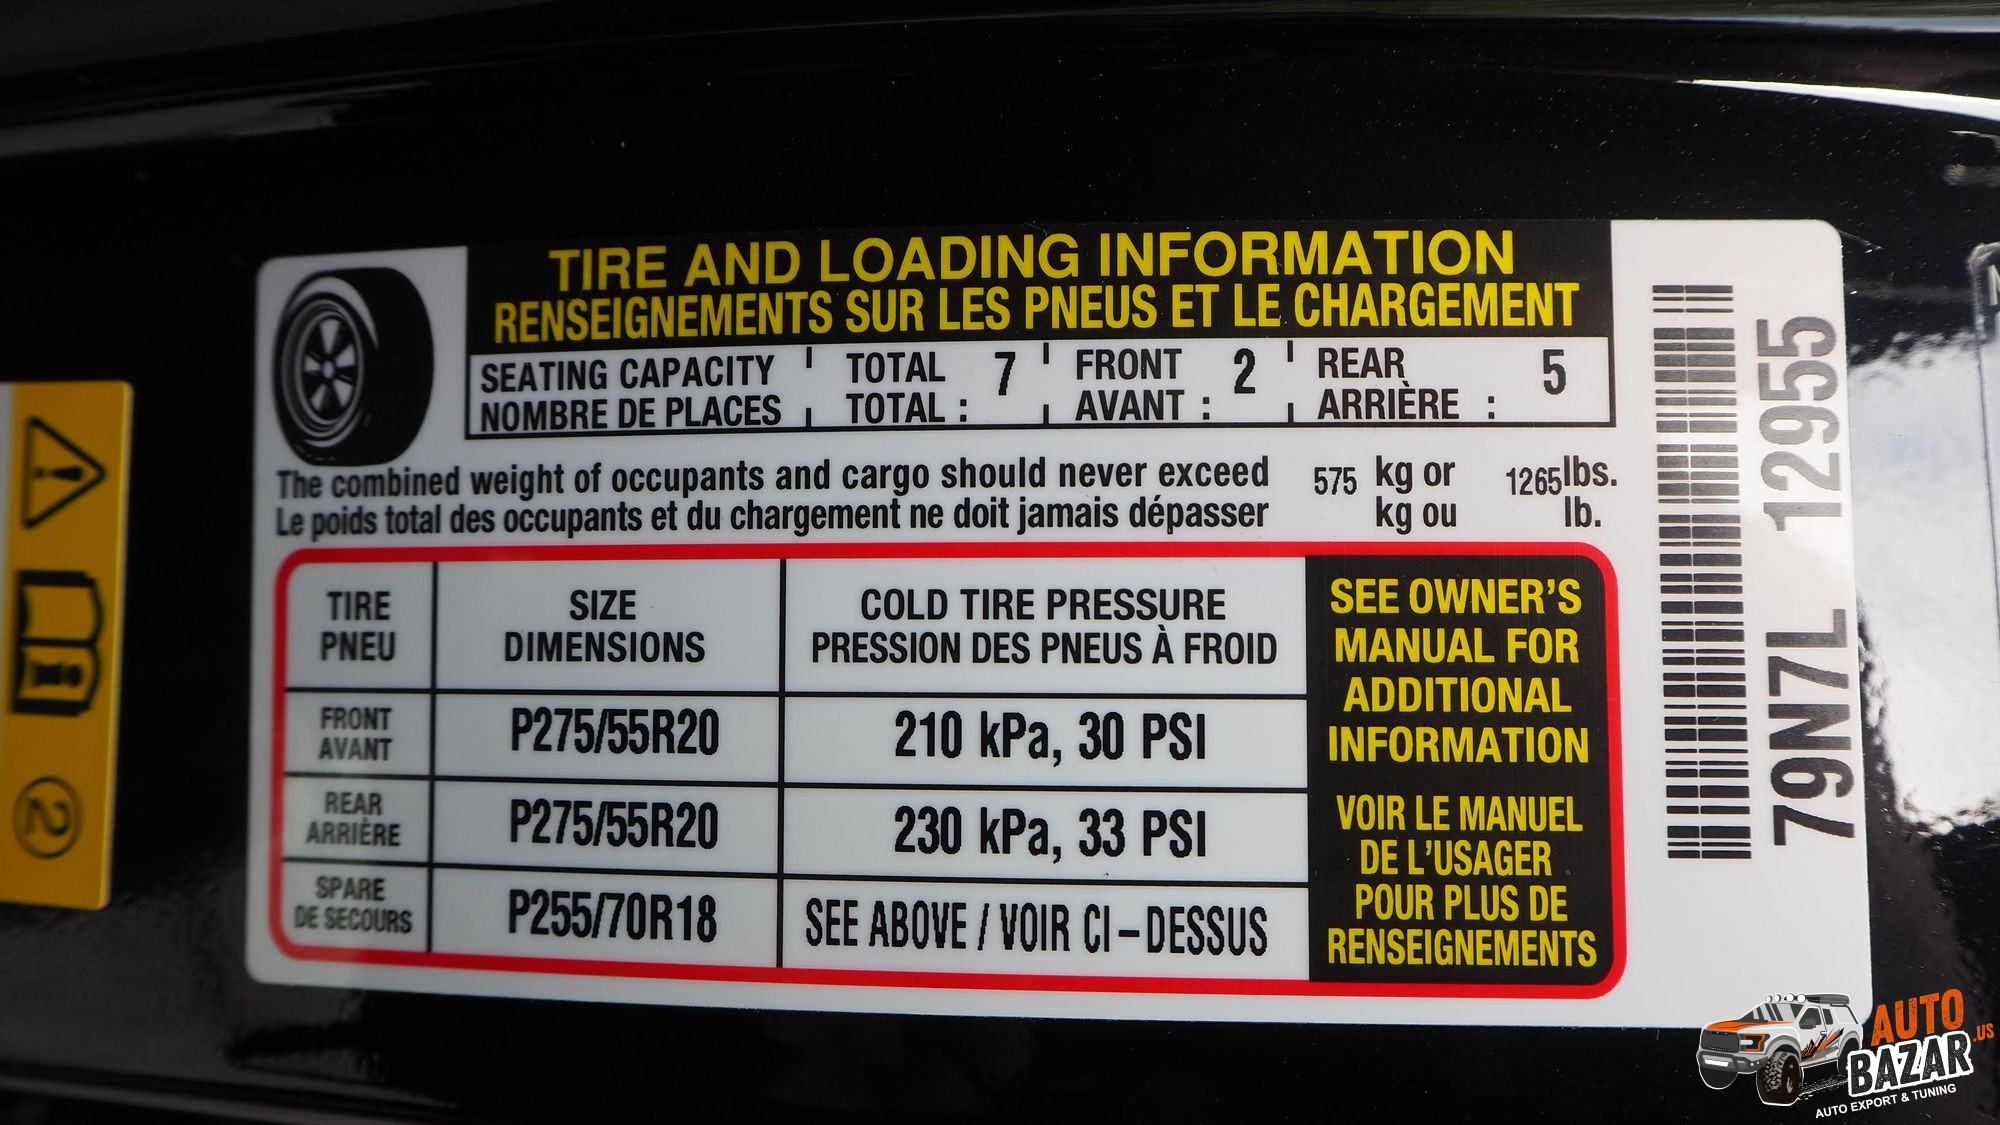 TIRE AND LOADING INFORMATION
RENSEIGNEMENTS SUR LES PNEUS ET LE CHARGEMENT
SEATING CAPACITY TOTAL 7 FRONT 2 REAR 5
NOMBRE DE PLACES TOTAL : AVANT : ARRIÈRE :
The combined weight of occupants and cargo should never exceed 575 kg or 1265 lbs.
Le poids total des occupants et du chargement ne doit jamais dépasser kg ou lb.
TIRE SIZE COLD TIRE PRESSURE
PNEU DIMENSIONS PRESSION DES PNEUS À FROID
FRONT
AVANT
P275/55R20 210 kPa, 30 PSI
REAR
ARRIÈRE
P275/55R20 230 kPa, 33 PSI
SPARE
DE SECOURS
P255/70R18 SEE ABOVE / VOIR CI – DESSUS
SEE OWNER'S
MANUAL FOR
ADDITIONAL
INFORMATION
VOIR LE MANUEL
DE L'USAGER
POUR PLUS DE
RENSEIGNEMENTS
79N7L 12955
2
AUTO
BAZAR.US
AUTO EXPORT & TUNING